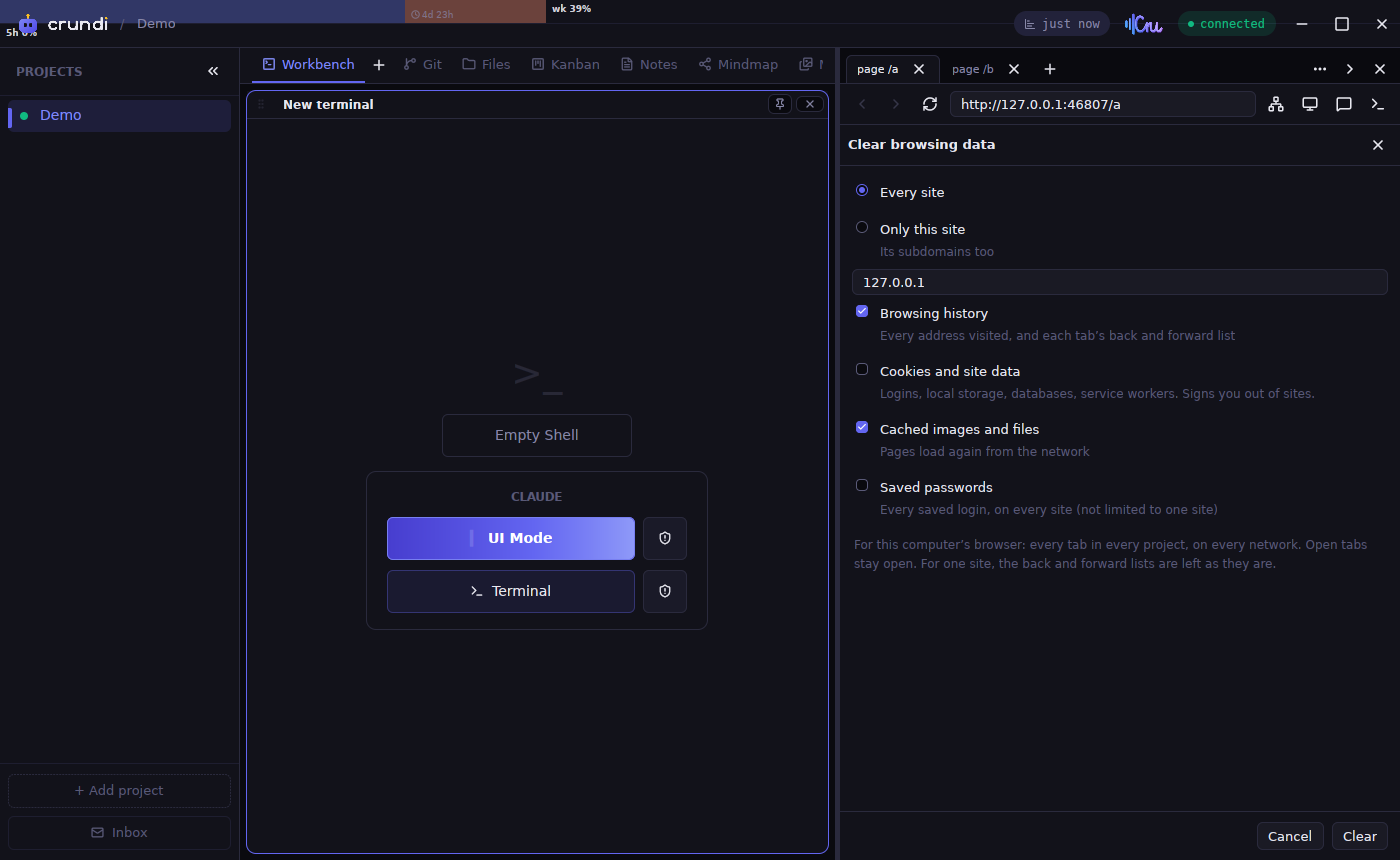 4d 23h
wk 39%
crundi / Demo
just now
Cru
connected
PROJECTS
Demo
+ Add project
Inbox
Workbench
Git
Files
Kanban
Notes
Mindmap
New terminal
>_
Empty Shell
CLAUDE
UI Mode
Terminal
page /a
page /b
http://127.0.0.1:46807/a
Clear browsing data
Every site
Only this site
Its subdomains too
127.0.0.1
Browsing history
Every address visited, and each tab’s back and forward list
Cookies and site data
Logins, local storage, databases, service workers. Signs you out of sites.
Cached images and files
Pages load again from the network
Saved passwords
Every saved login, on every site (not limited to one site)
For this computer’s browser: every tab in every project, on every network. Open tabs
stay open. For one site, the back and forward lists are left as they are.
Cancel
Clear